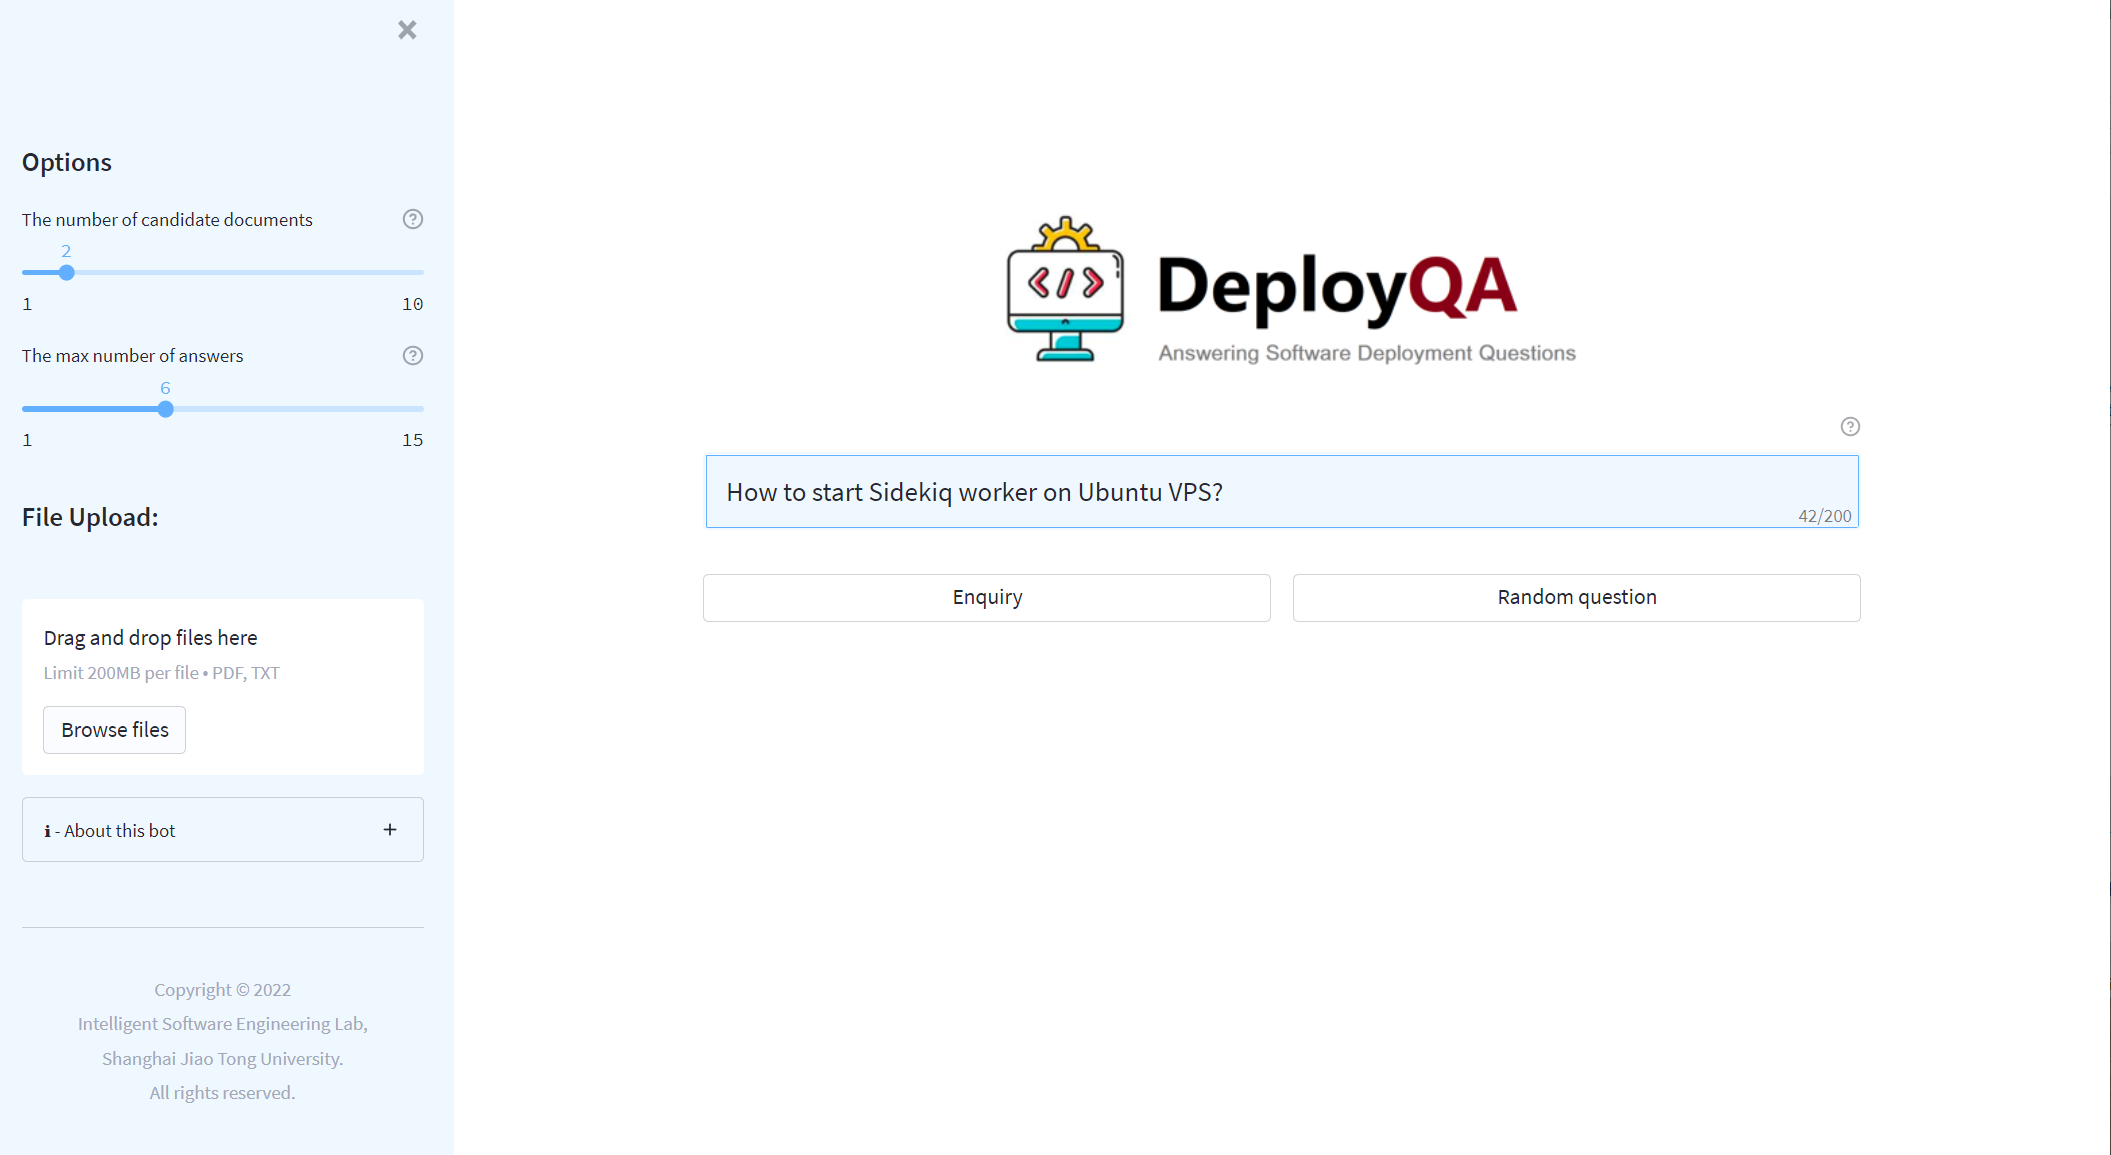 Options
The number of candidate documents
2
1 10
The max number of answers
6
1 15
File Upload:
Drag and drop files here
Limit 200MB per file • PDF, TXT
Browse files
ℹ - About this bot
Copyright © 2022
Intelligent Software Engineering Lab,
Shanghai Jiao Tong University.
All rights reserved.
</> DeployQA
Answering Software Deployment Questions
How to start Sidekiq worker on Ubuntu VPS?
42/200
Enquiry
Random question